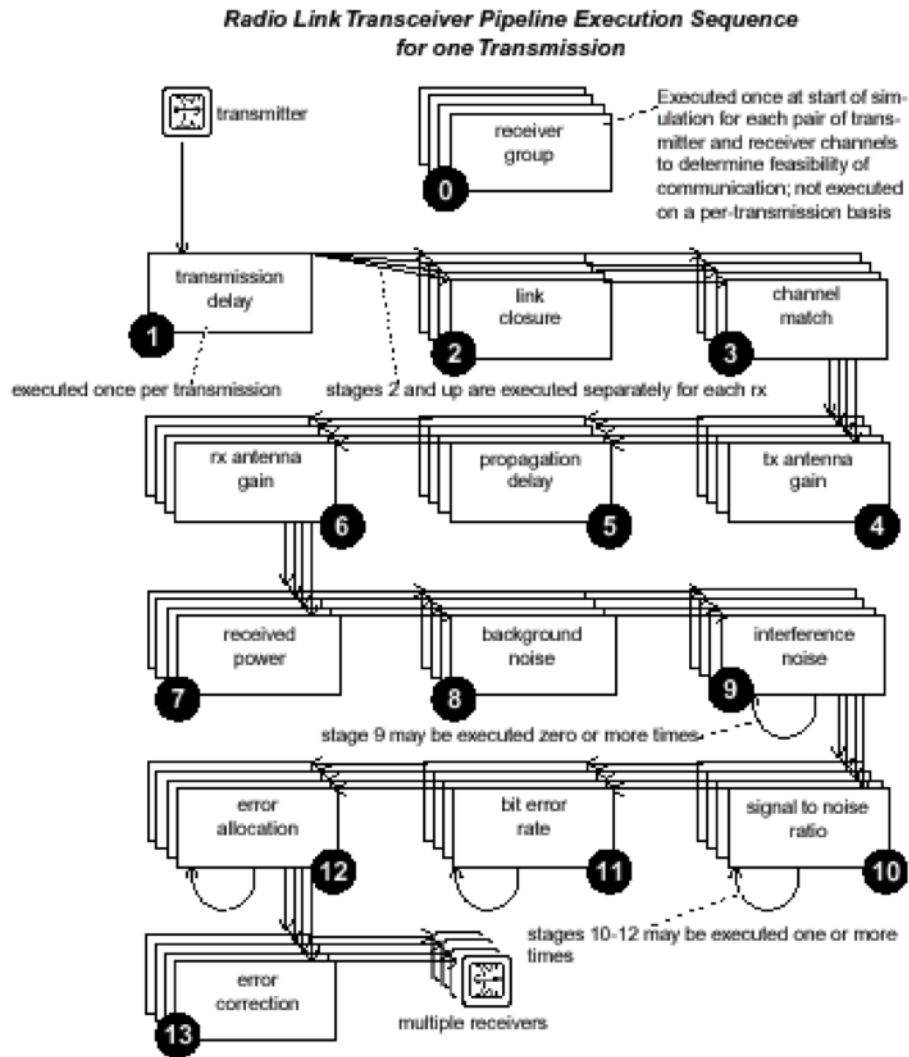 Radio Link Transceiver Pipeline Execution Sequence
for one Transmission
transmitter
receiver
group
0
Executed once at start of sim-
ulation for each pair of trans-
mitter and receiver channels
to determine feasibility of
communication; not executed
on a per-transmission basis
transmission
delay
1
link
closure
2
channel
match
3
executed once per transmission
stages 2 and up are executed separately for each rx
rx antenna
gain
6
propagation
delay
5
tx antenna
gain
4
received
power
7
background
noise
8
interference
noise
9
stage 9 may be executed zero or more times
error
allocation
12
bit error
rate
11
signal to noise
ratio
10
stages 10-12 may be executed one or more
times
error
correction
13
multiple receivers